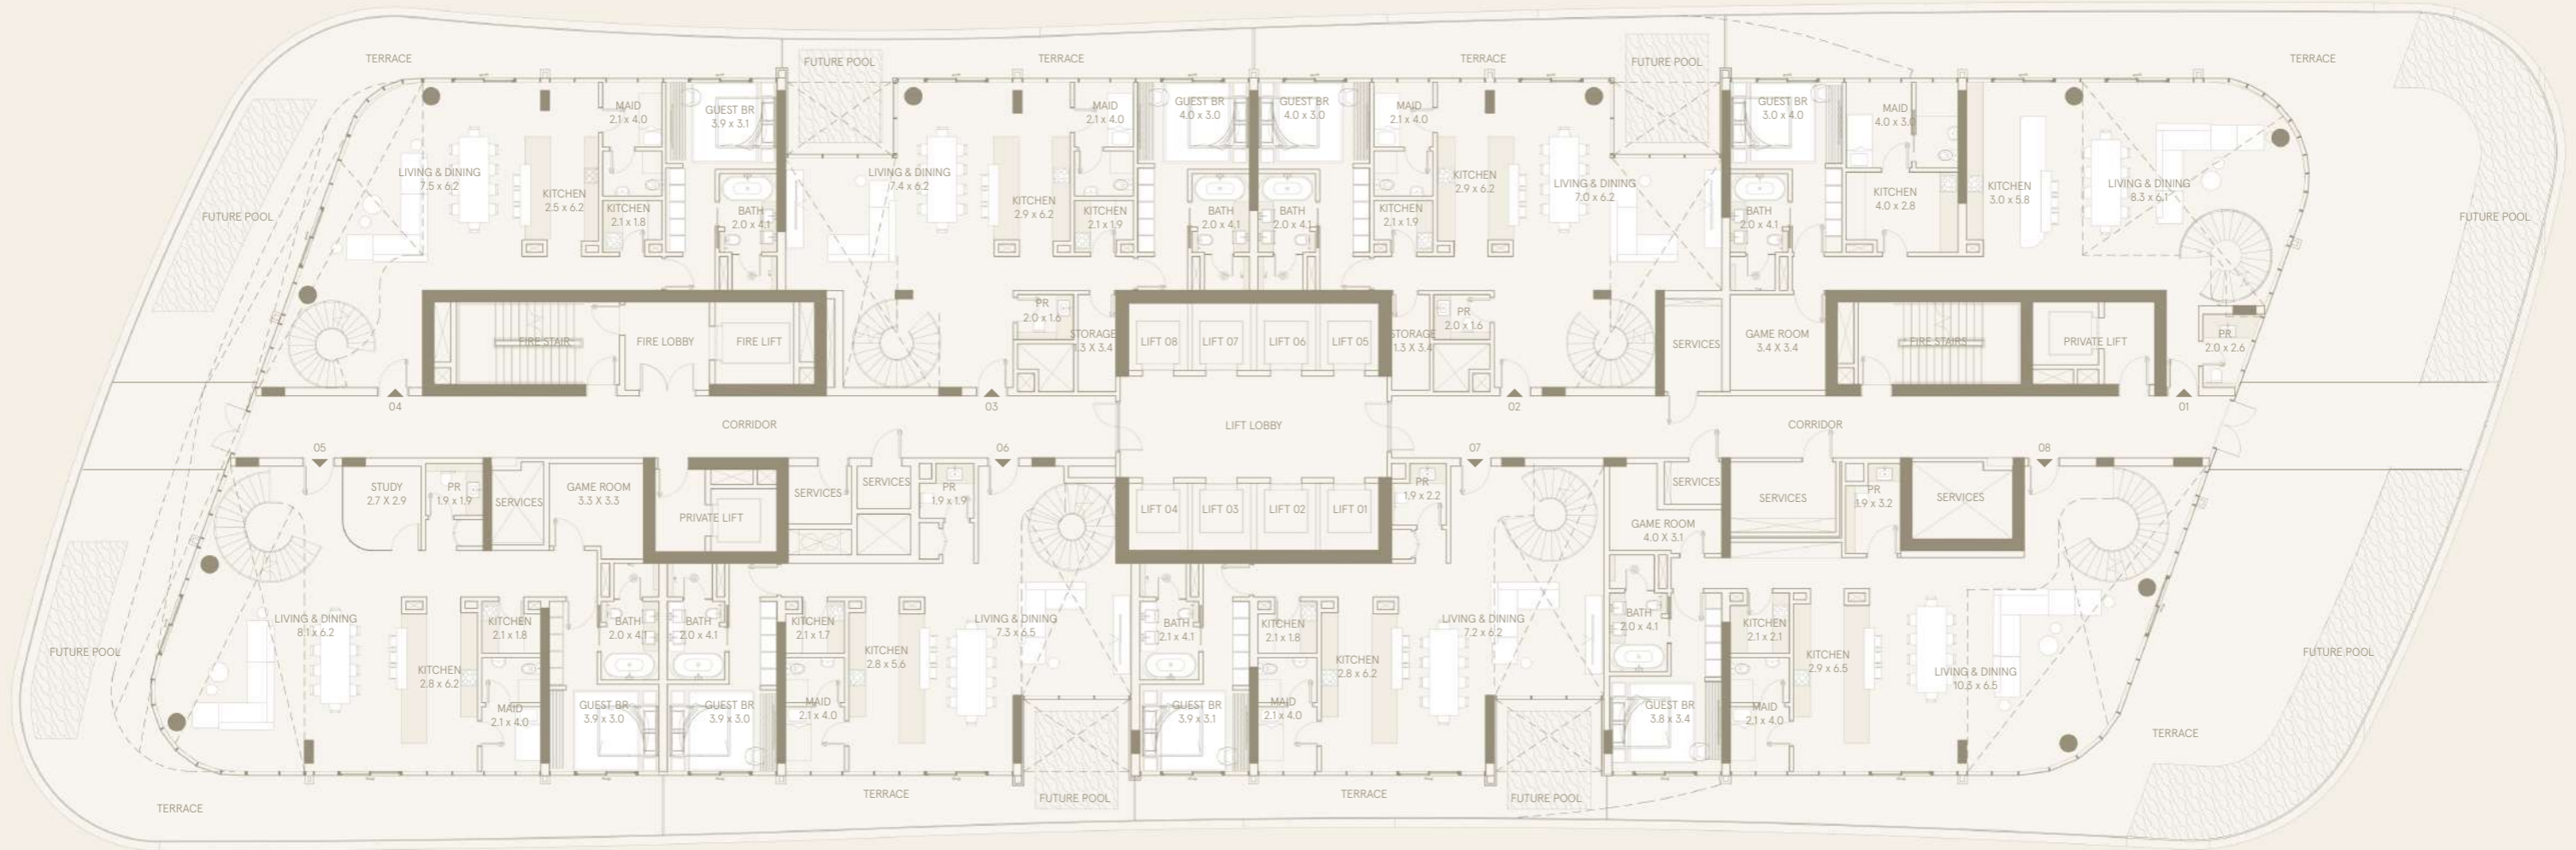 TERRACE
TERRACE
TERRACE
TERRACE
FUTURE POOL
FUTURE POOL
MAID
2.1 x 4.0
GUEST BR
3.9 x 3.1
MAID
2.1 x 4.0
GUEST BR
4.0 x 3.0
GUEST BR
4.0 x 3.0
MAID
2.1 x 4.0
GUEST BR
3.0 x 4.0
MAID
4.0 x 3.0
LIVING & DINING
7.5 x 6.2
KITCHEN
2.5 x 6.2
KITCHEN
2.1 x 1.8
BATH
2.0 x 4.1
LIVING & DINING
7.4 x 6.2
KITCHEN
2.9 x 6.2
KITCHEN
2.1 x 1.9
BATH
2.0 x 4.1
BATH
2.0 x 4.1
KITCHEN
2.1 x 1.9
KITCHEN
2.9 x 6.2
LIVING & DINING
7.0 x 6.2
BATH
2.0 x 4.1
KITCHEN
4.0 x 2.8
KITCHEN
3.0 x 5.8
LIVING & DINING
8.3 x 6.1
FUTURE POOL
FUTURE POOL
FIRE STAIR
FIRE LOBBY
FIRE LIFT
PR
2.0 x 1.6
STORAGE
1.3 X 3.4
LIFT 08
LIFT 07
LIFT 06
LIFT 05
STORAGE
1.3 X 3.4
PR
2.0 x 1.6
SERVICES
GAME ROOM
3.4 X 3.4
FIRE STAIRS
PRIVATE LIFT
PR
2.0 x 2.6
04
03
02
01
CORRIDOR
LIFT LOBBY
CORRIDOR
05
06
07
08
STUDY
2.7 X 2.9
PR
1.9 x 1.9
SERVICES
GAME ROOM
3.3 X 3.3
PRIVATE LIFT
SERVICES
SERVICES
PR
1.9 x 1.9
LIFT 04
LIFT 03
LIFT 02
LIFT 01
PR
1.9 x 2.2
GAME ROOM
4.0 X 3.1
SERVICES
SERVICES
PR
1.9 x 3.2
SERVICES
FUTURE POOL
LIVING & DINING
8.1 x 6.2
KITCHEN
2.8 x 6.2
KITCHEN
2.1 x 1.8
BATH
2.0 x 4.1
BATH
2.0 x 4.1
KITCHEN
2.1 x 1.7
KITCHEN
2.8 x 5.6
LIVING & DINING
7.3 x 6.5
BATH
2.1 x 4.1
KITCHEN
2.1 x 1.8
KITCHEN
2.8 x 6.2
LIVING & DINING
7.2 x 6.2
BATH
2.0 x 4.1
KITCHEN
2.1 x 2.1
KITCHEN
2.9 x 6.5
LIVING & DINING
10.3 x 6.5
FUTURE POOL
MAID
2.1 x 4.0
GUEST BR
3.9 x 3.0
GUEST BR
3.9 x 3.0
MAID
2.1 x 4.0
GUEST BR
3.9 x 3.1
MAID
2.1 x 4.0
GUEST BR
3.8 x 3.4
MAID
2.1 x 4.0
TERRACE
TERRACE
TERRACE
FUTURE POOL
TERRACE
FUTURE POOL